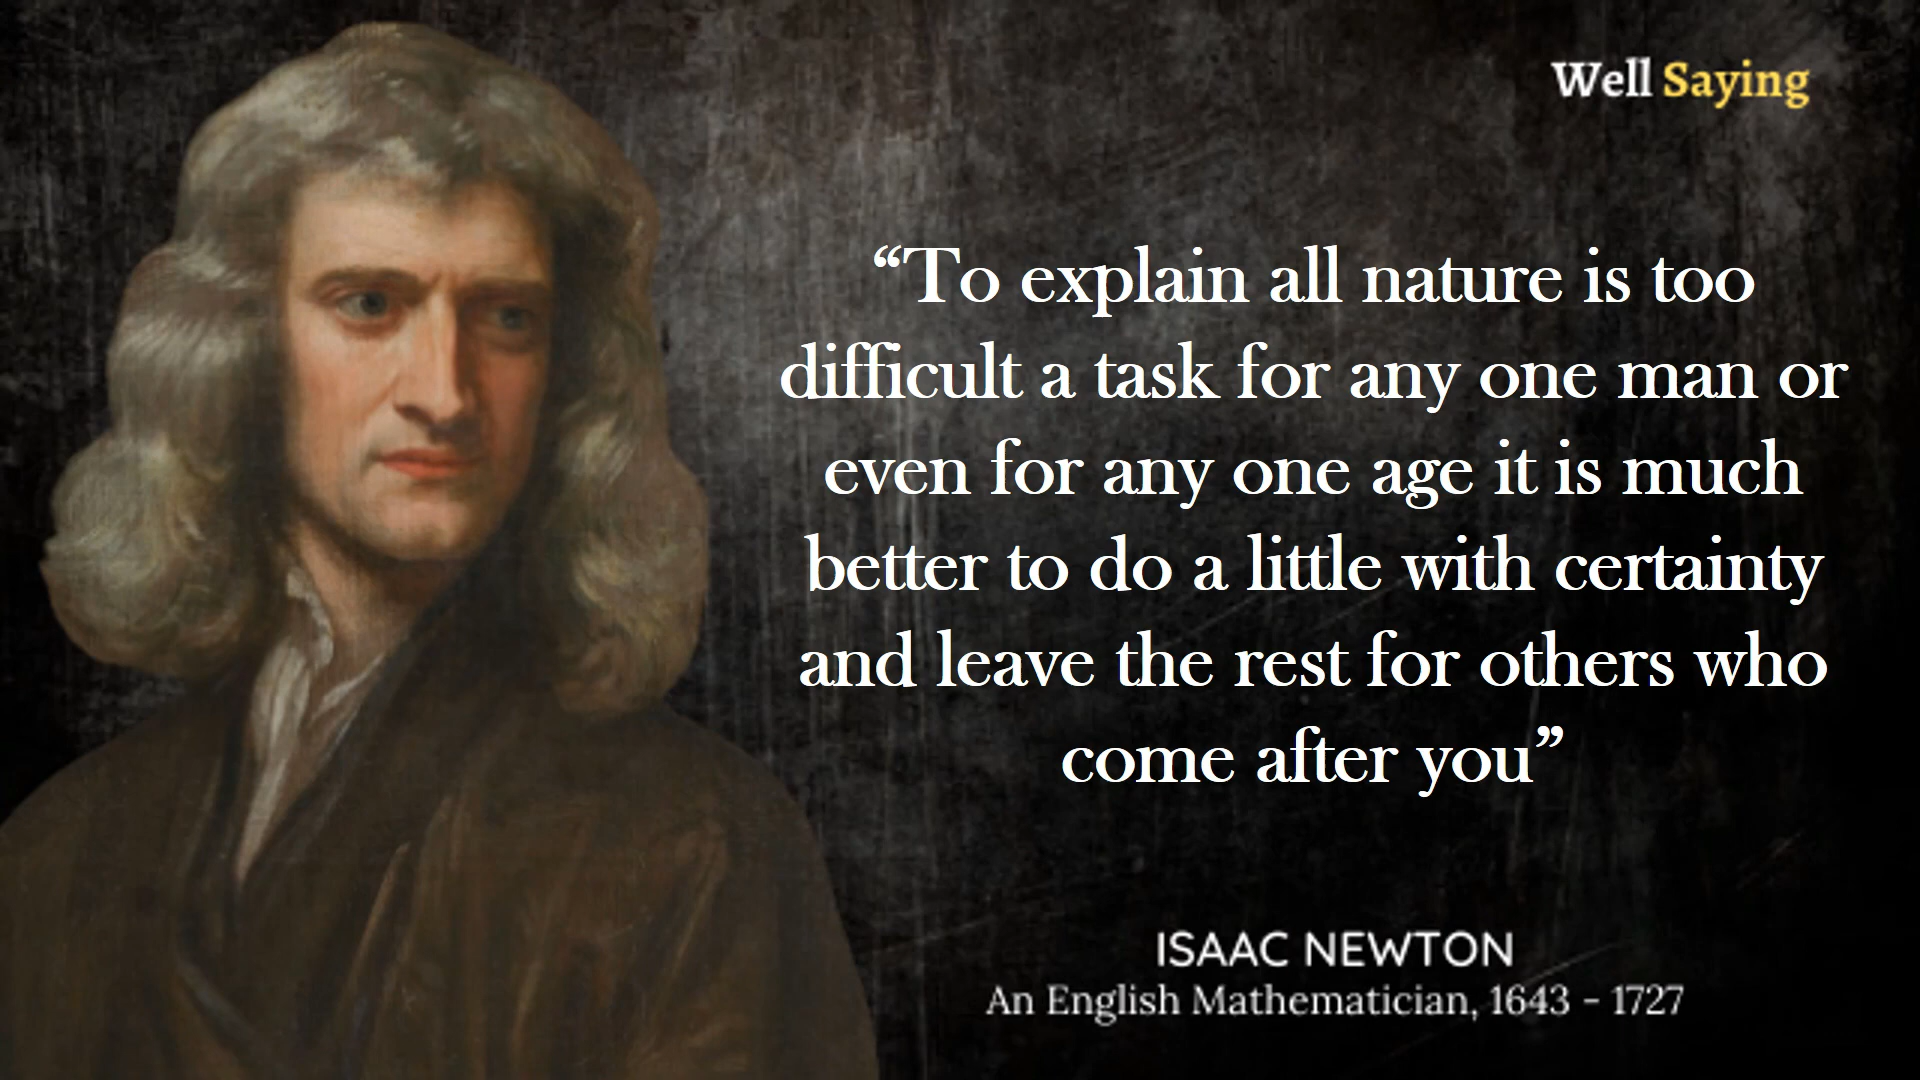 Well Saying
“To explain all nature is too
difficult a task for any one man or
even for any one age it is much
better to do a little with certainty
and leave the rest for others who
come after you”
ISAAC NEWTON
An English Mathematician, 1643 - 1727